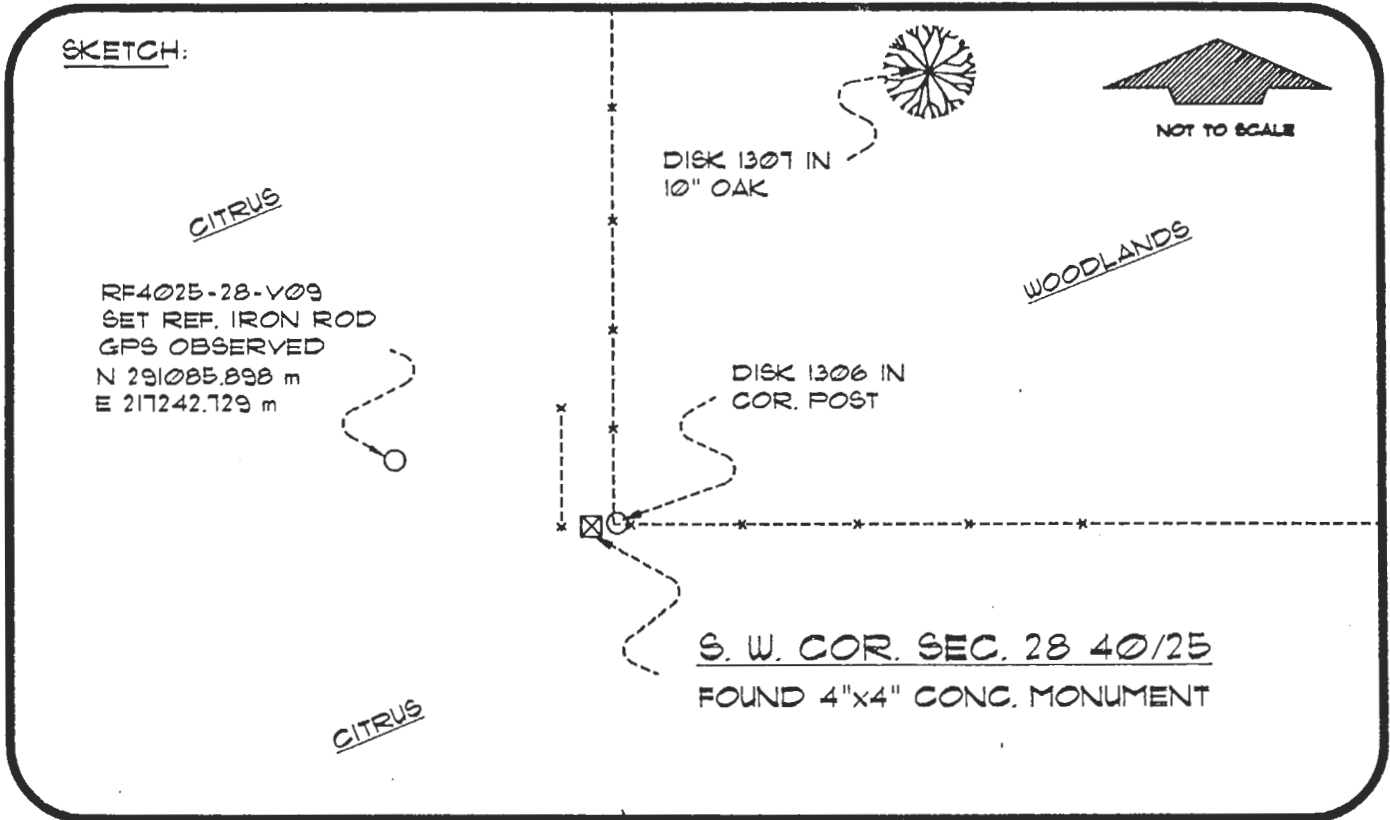 SKETCH:
NOT TO SCALE
DISK 1307 IN
10" OAK
CITRUS
WOODLANDS
RF4025-28-V09
SET REF. IRON ROD
GPS OBSERVED
N 291085.898 m
E 217242.729 m
DISK 1306 IN
COR. POST
S. W. COR. SEC. 28 40/25
FOUND 4"x4" CONC. MONUMENT
CITRUS